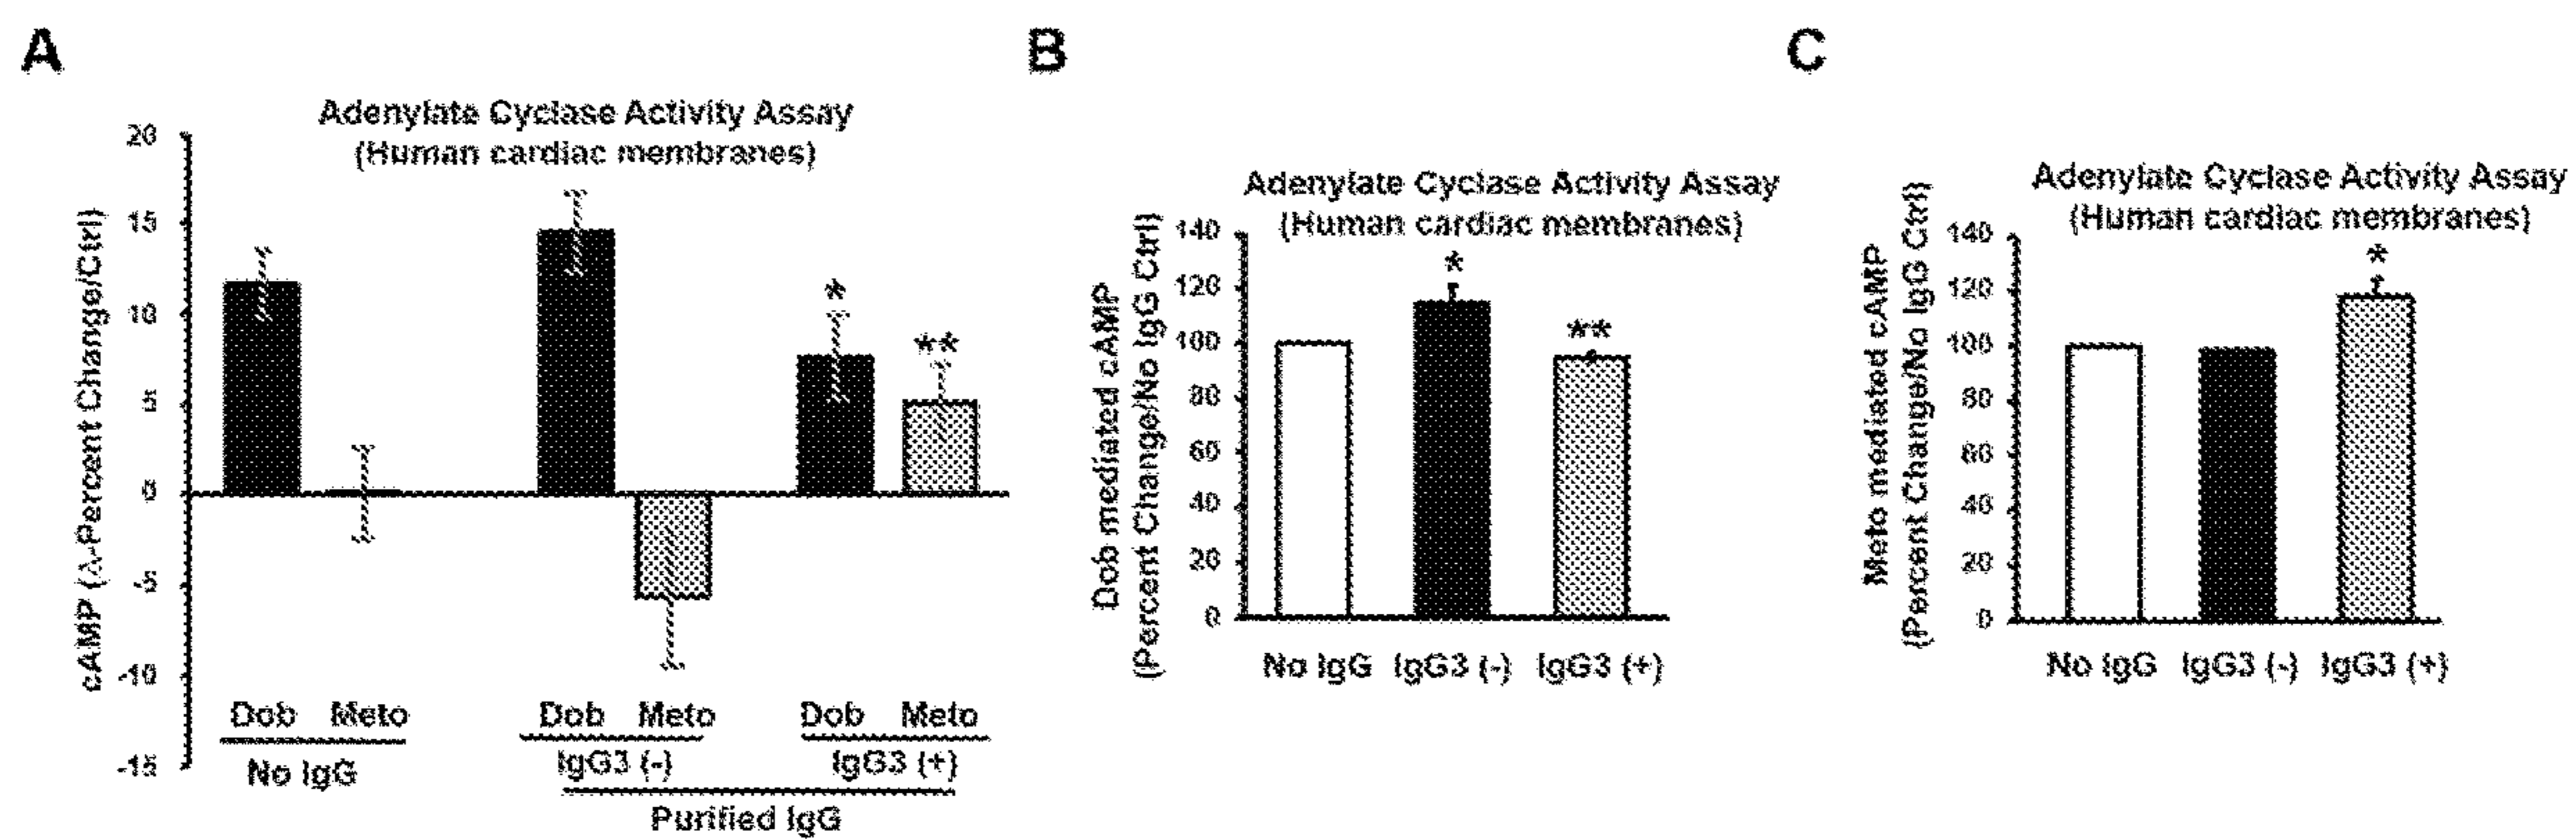 A
Adenylate Cyclase Activity Assay
(Human cardiac membranes)
cAMP (Δ-Percent Change/Ctrl)
20
15
10
5
0
-5
-10
-15
*
**
Dob Meto
No IgG
Dob Meto
IgG3 (-)
Dob Meto
IgG3 (+)
Purified IgG
B
Adenylate Cyclase Activity Assay
(Human cardiac membranes)
Dob mediated cAMP
(Percent Change/No IgG Ctrl)
140
120
100
80
60
40
20
0
*
**
No IgG IgG3 (-) IgG3 (+)
C
Adenylate Cyclase Activity Assay
(Human cardiac membranes)
Meto mediated cAMP
(Percent Change/No IgG Ctrl)
140
120
100
80
60
40
20
0
*
No IgG IgG3 (-) IgG3 (+)